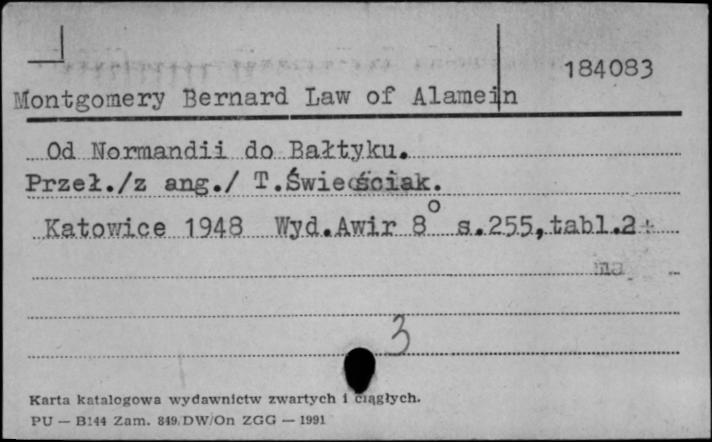 184083
Montgomery Bernard Law of Alamein
Od Normandii do Bałtyku.
Przeł./z ang./ T.Świeściak.
Katowice 1948 Wyd.Awir 8° s.255,tabl.2+
ma
3
Karta katalogowa wydawnictw zwartych i ciągłych.
PU — B144 Zam. 849/DW/On ZGG — 1991